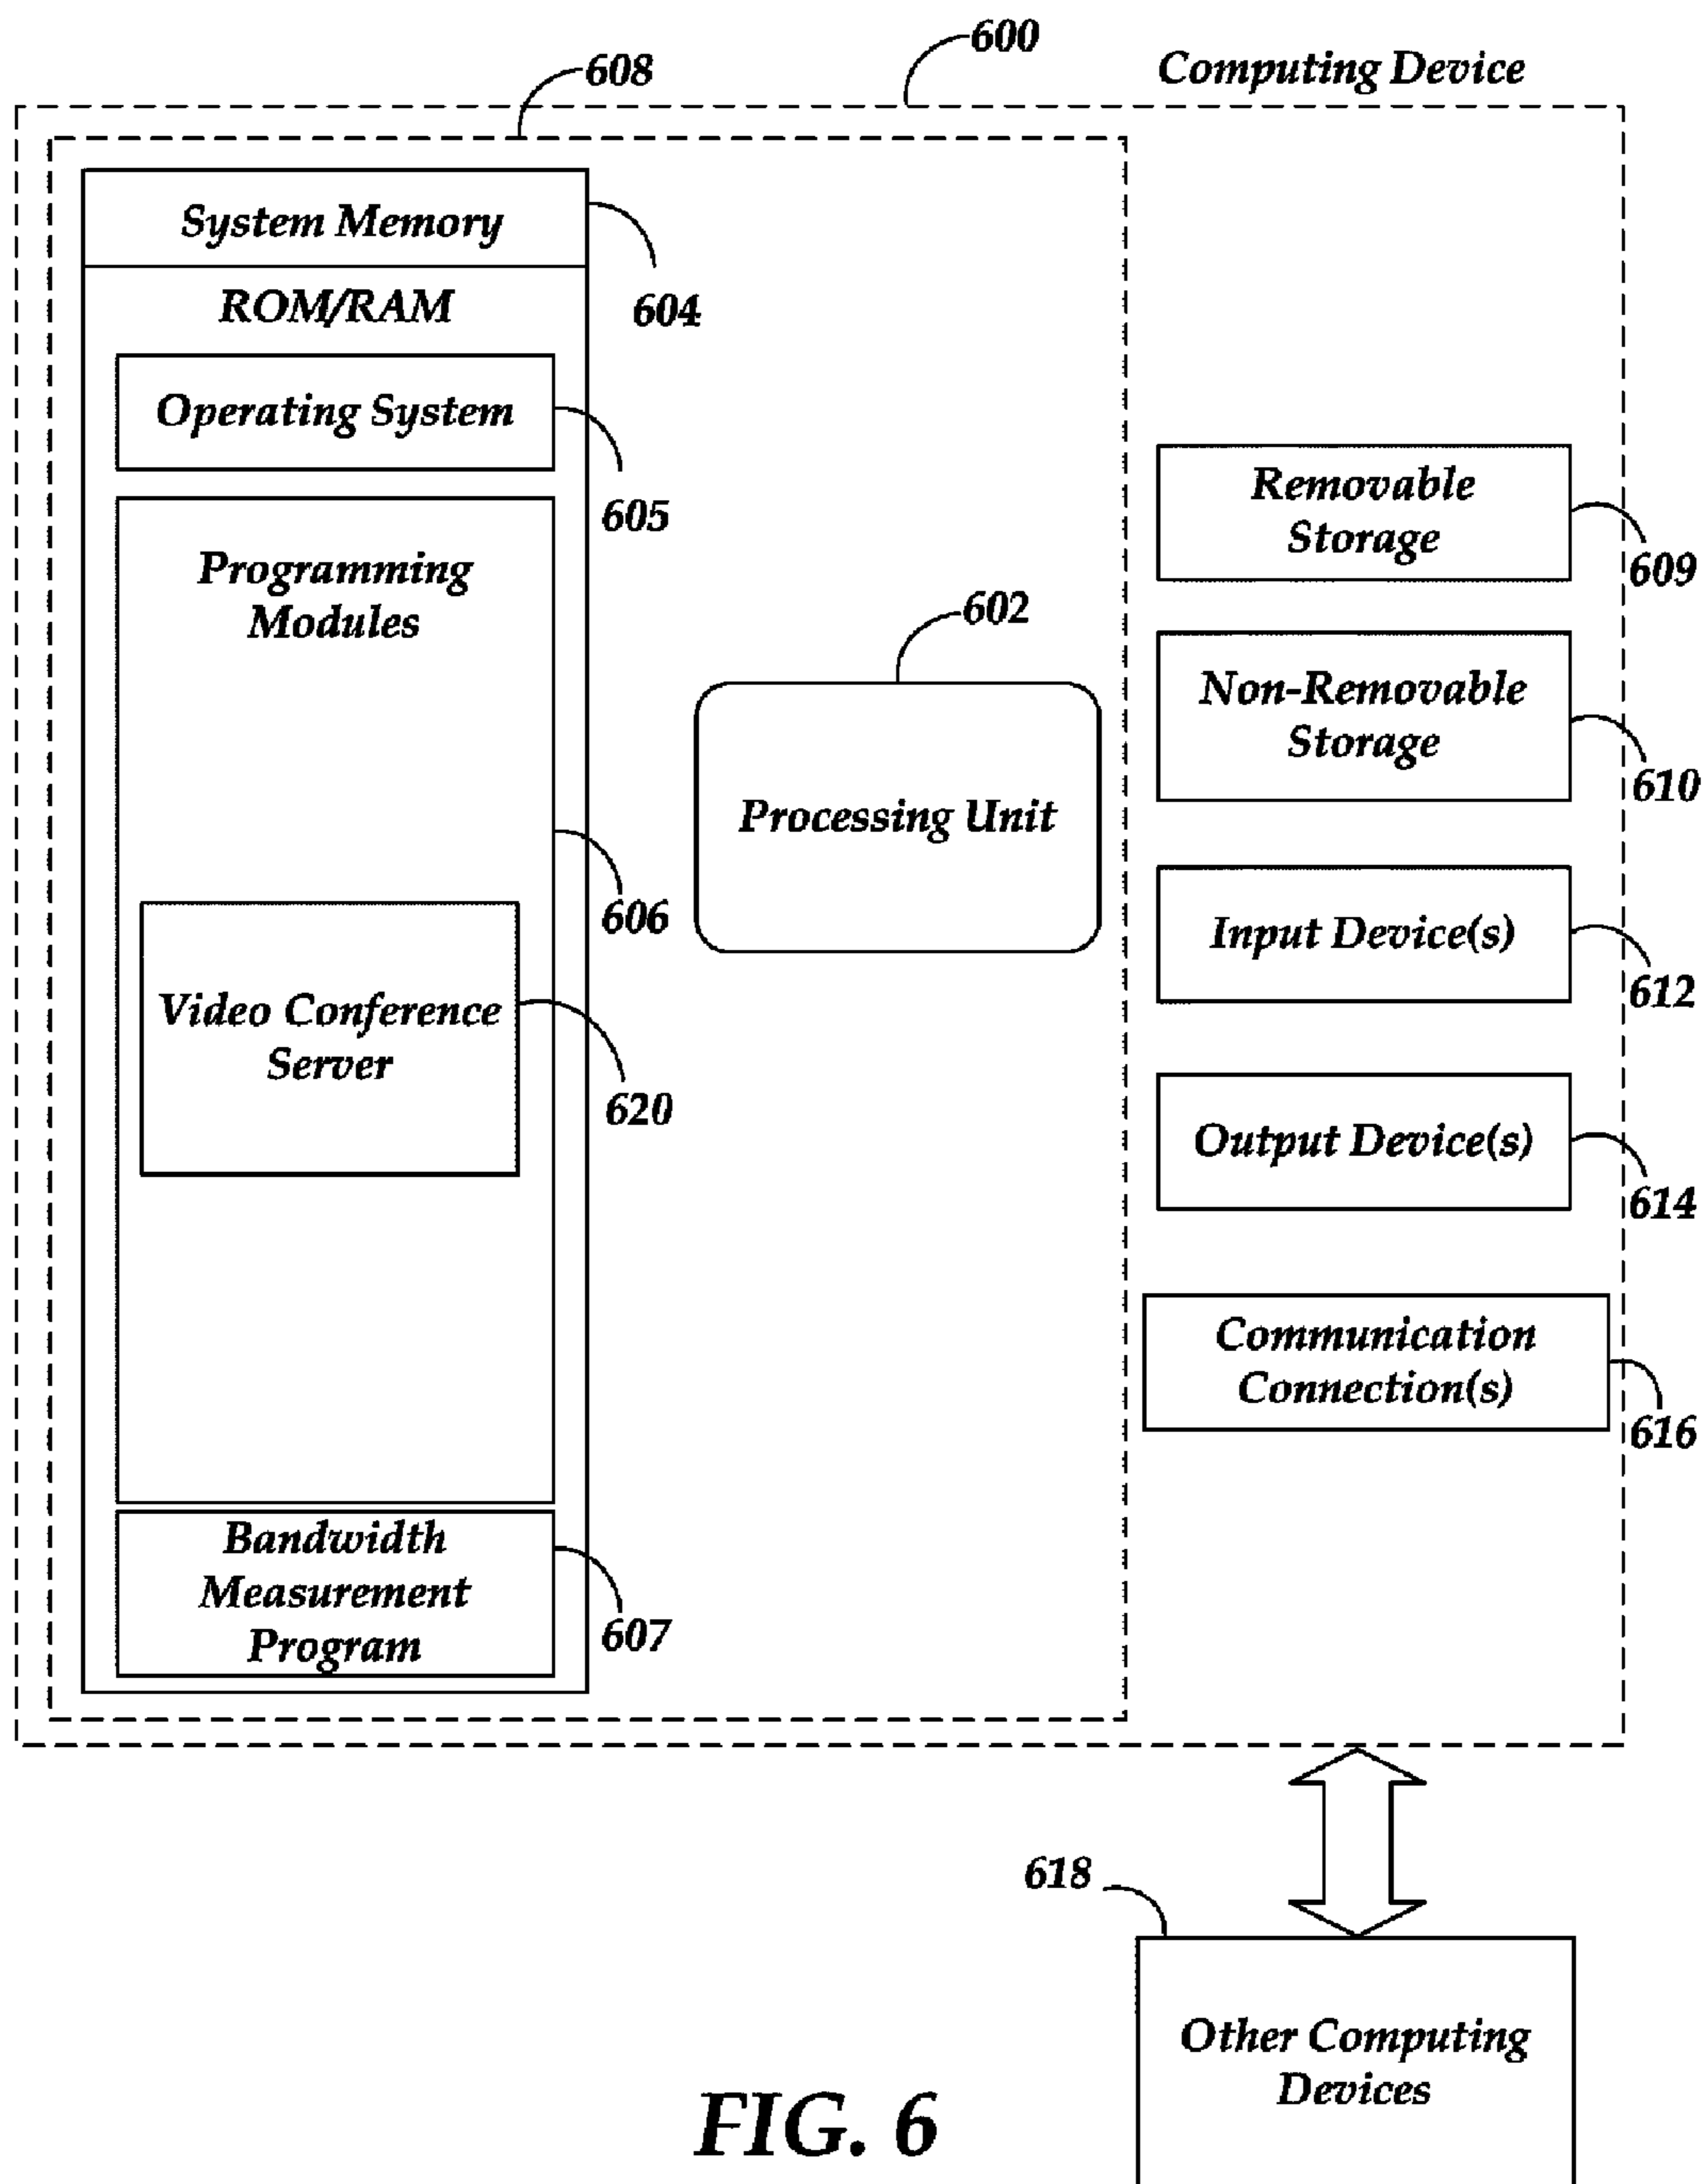 600
Computing Device
608
System Memory
604
ROM/RAM
Operating System
605
Programming
Modules
606
Video Conference
Server
620
Bandwidth
Measurement
Program
607
602
Processing Unit
Removable
Storage
609
Non-Removable
Storage
610
Input Device(s)
612
Output Device(s)
614
Communication
Connection(s)
616
618
Other Computing
Devices
FIG. 6